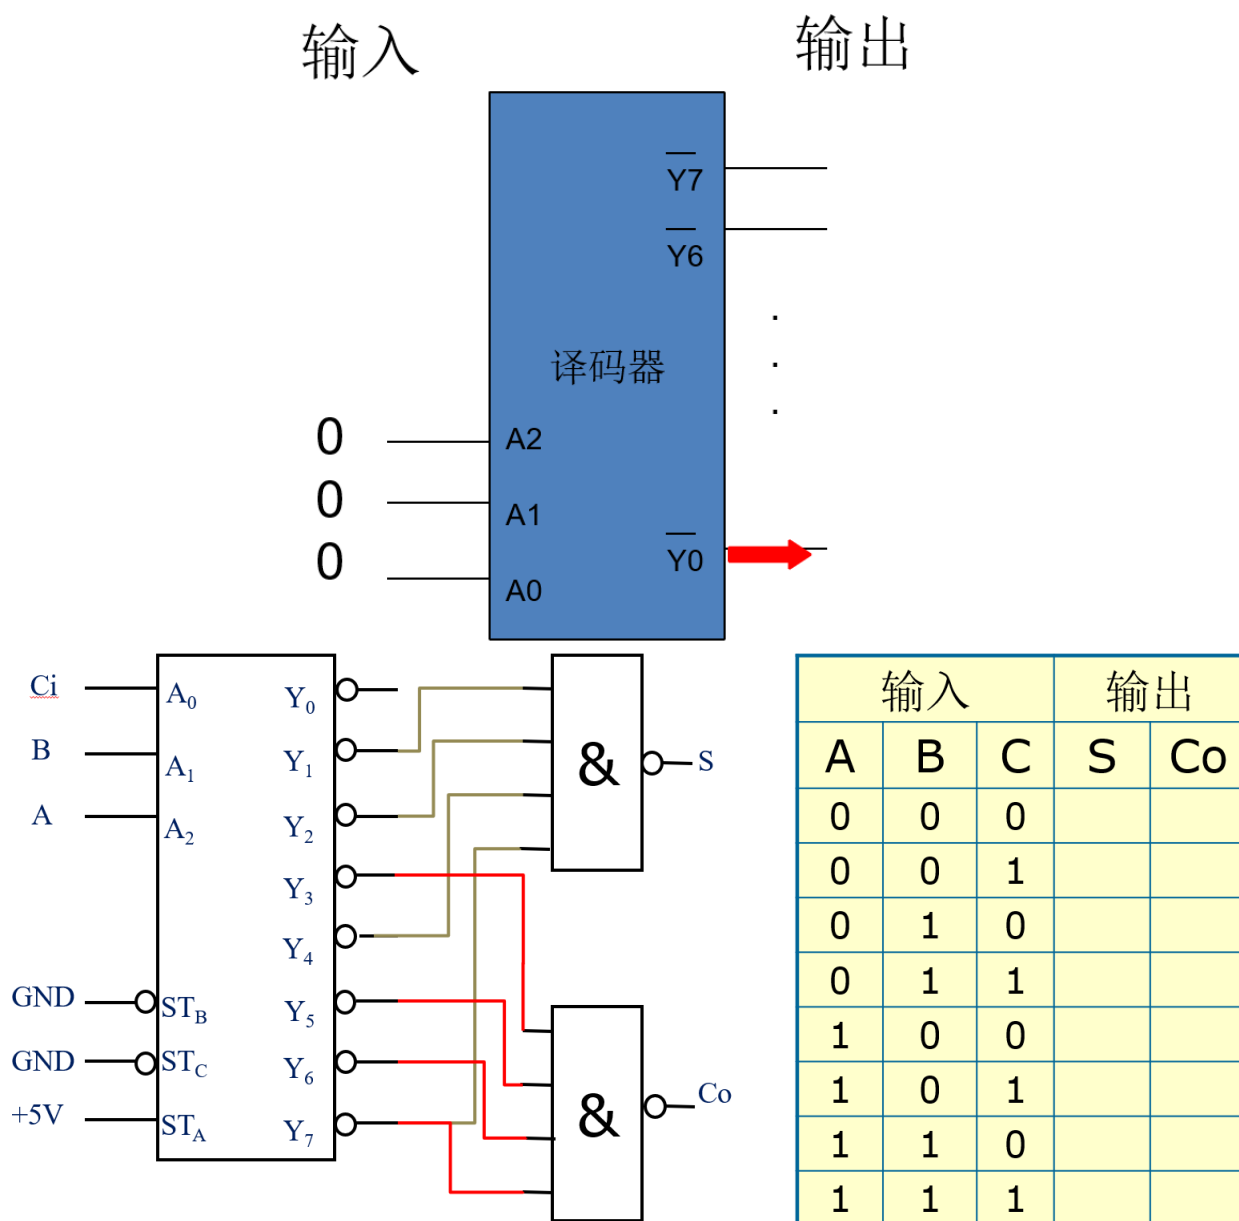 输入 输出
Y7
Y6
.
.
译码器
.
0 A2
0 A1
0 Y0
A0
Ci A0 Y0
B A1 Y1
A A2 Y2
Y3
Y4
GND STB Y5
GND STC Y6
+5V STA Y7
& S
& Co
输入 输出
A B C S Co
0 0 0
0 0 1
0 1 0
0 1 1
1 0 0
1 0 1
1 1 0
1 1 1